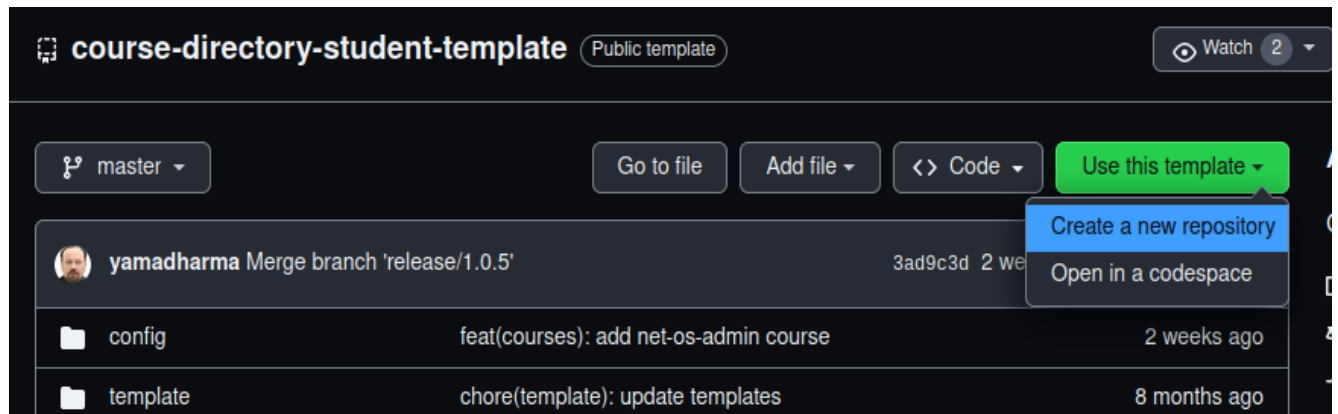 course-directory-student-template Public template Watch 2
master Go to file Add file <> Code Use this template
Create a new repository
yamadharma Merge branch 'release/1.0.5' 3ad9c3d 2 we
Open in a codespace
config feat(courses): add net-os-admin course 2 weeks ago
template chore(template): update templates 8 months ago